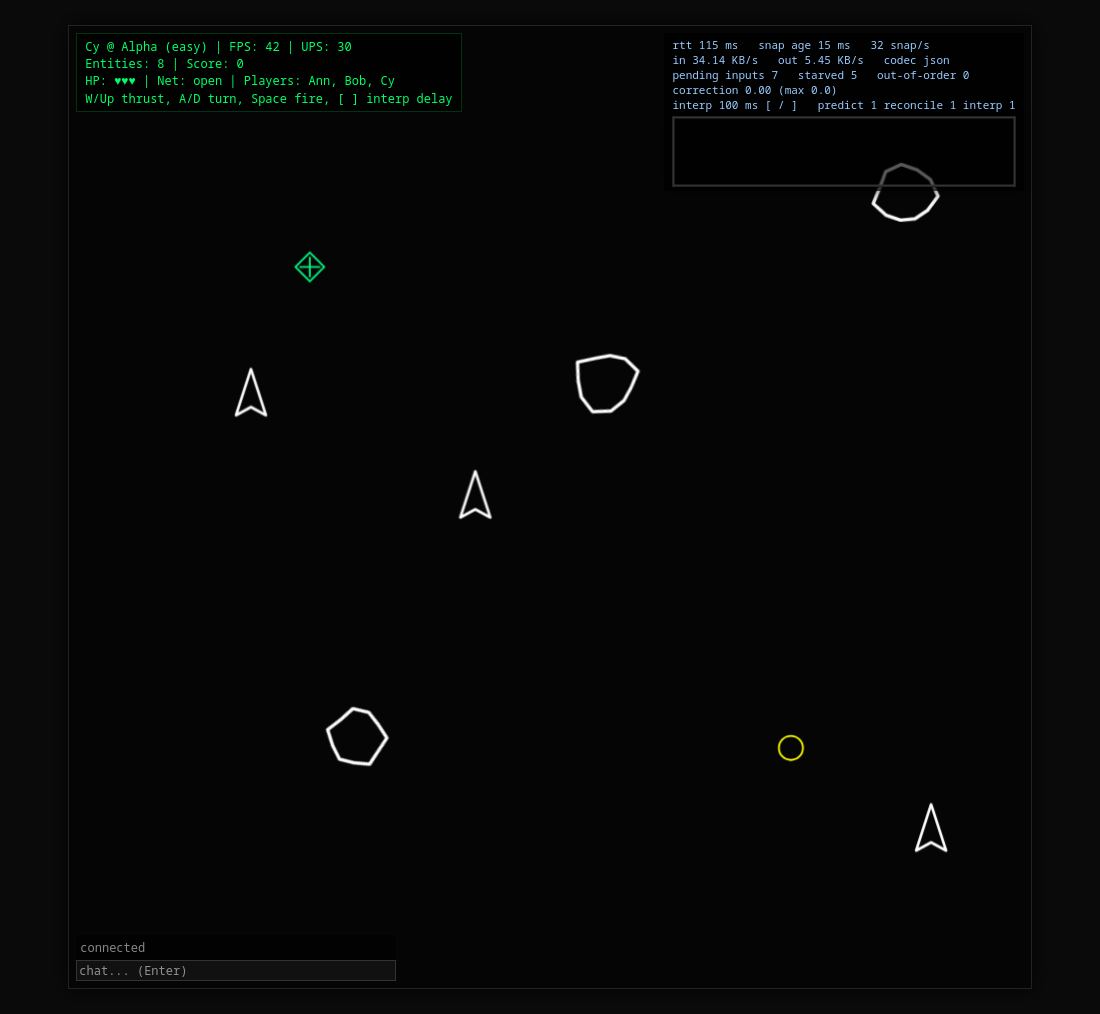 Cy @ Alpha (easy) | FPS: 42 | UPS: 30
Entities: 8 | Score: 0
HP: ♥♥♥ | Net: open | Players: Ann, Bob, Cy
W/Up thrust, A/D turn, Space fire, [ ] interp delay
rtt 115 ms snap age 15 ms 32 snap/s
in 34.14 KB/s out 5.45 KB/s codec json
pending inputs 7 starved 5 out-of-order 0
correction 0.00 (max 0.0)
interp 100 ms [ / ] predict 1 reconcile 1 interp 1
connected
chat... (Enter)